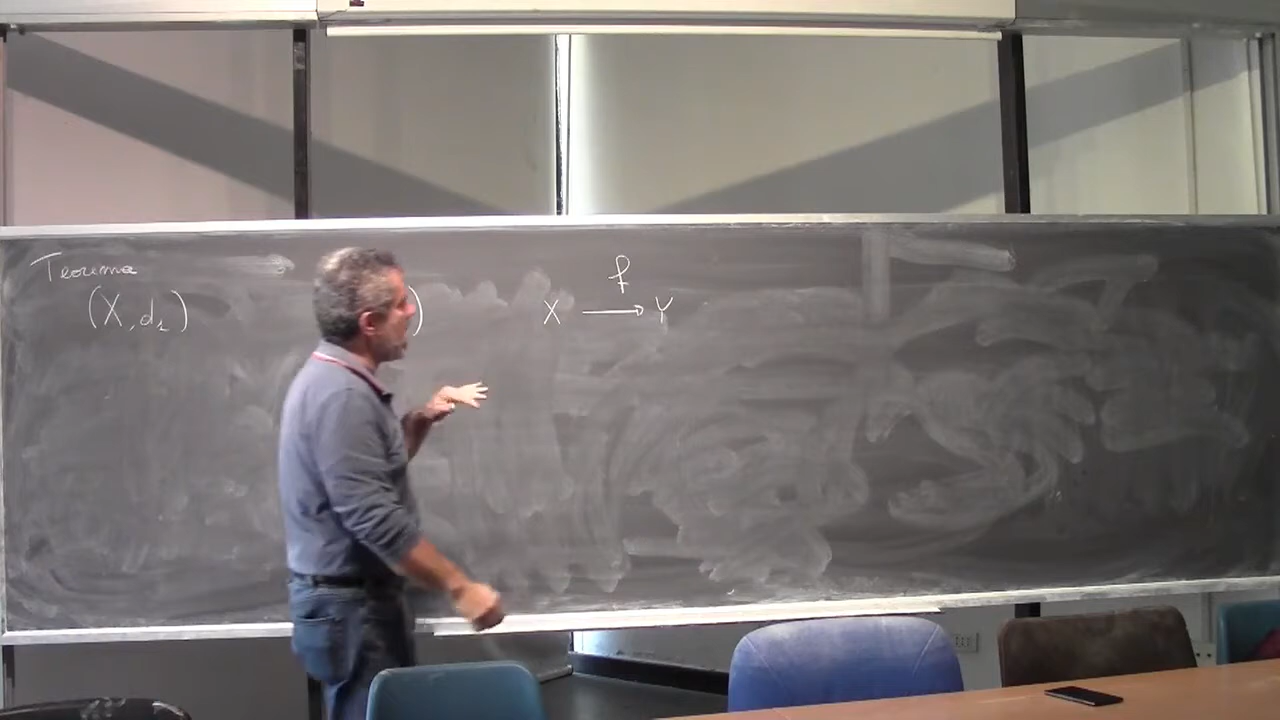 Teorema
f
(X, d₁) ) X ⟶ Y